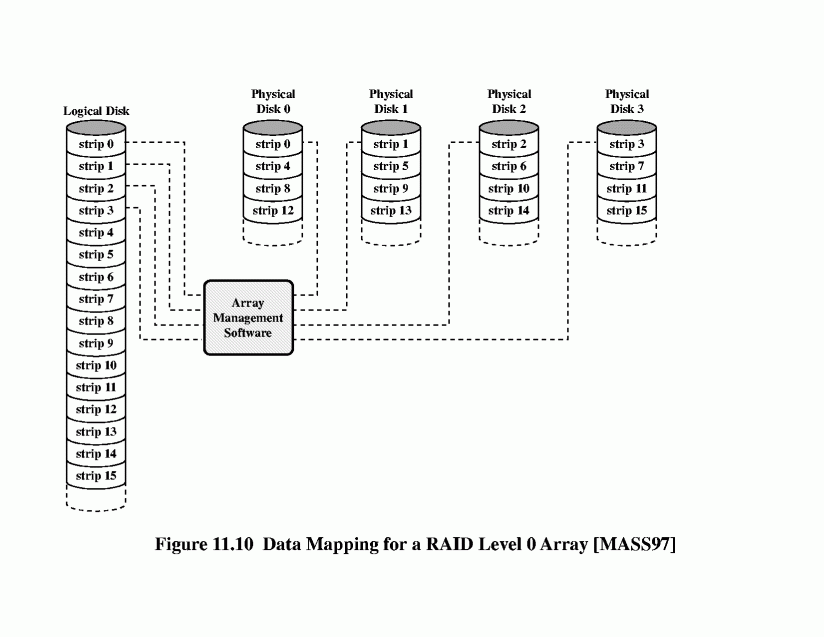 Logical Disk
strip 0
strip 1
strip 2
strip 3
strip 4
strip 5
strip 6
strip 7
strip 8
strip 9
strip 10
strip 11
strip 12
strip 13
strip 14
strip 15
Physical
Disk 0
strip 0
strip 4
strip 8
strip 12
Physical
Disk 1
strip 1
strip 5
strip 9
strip 13
Physical
Disk 2
strip 2
strip 6
strip 10
strip 14
Physical
Disk 3
strip 3
strip 7
strip 11
strip 15
Array
Management
Software
Figure 11.10 Data Mapping for a RAID Level 0 Array [MASS97]